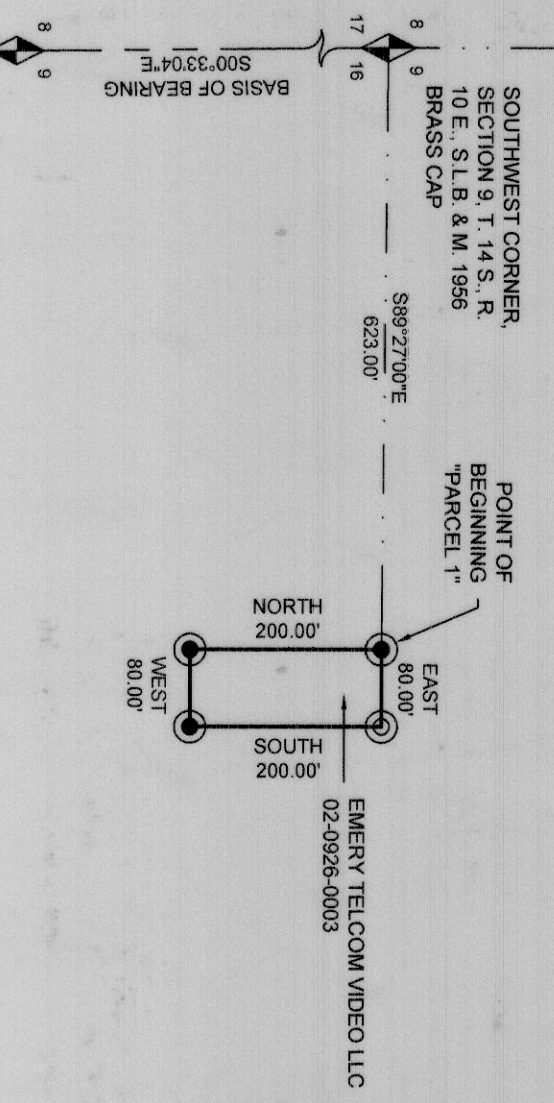 8
9
17
16
BASIS OF BEARING
S00°33'04"E
8
9
SOUTHWEST CORNER,
SECTION 9, T. 14 S., R.
10 E., S.L.B. & M. 1956
BRASS CAP
S89°27'00"E
623.00'
POINT OF
BEGINNING
"PARCEL 1"
NORTH
200.00'
EAST
80.00'
WEST
80.00'
SOUTH
200.00'
EMERY TELCOM VIDEO LLC
02-0926-0003